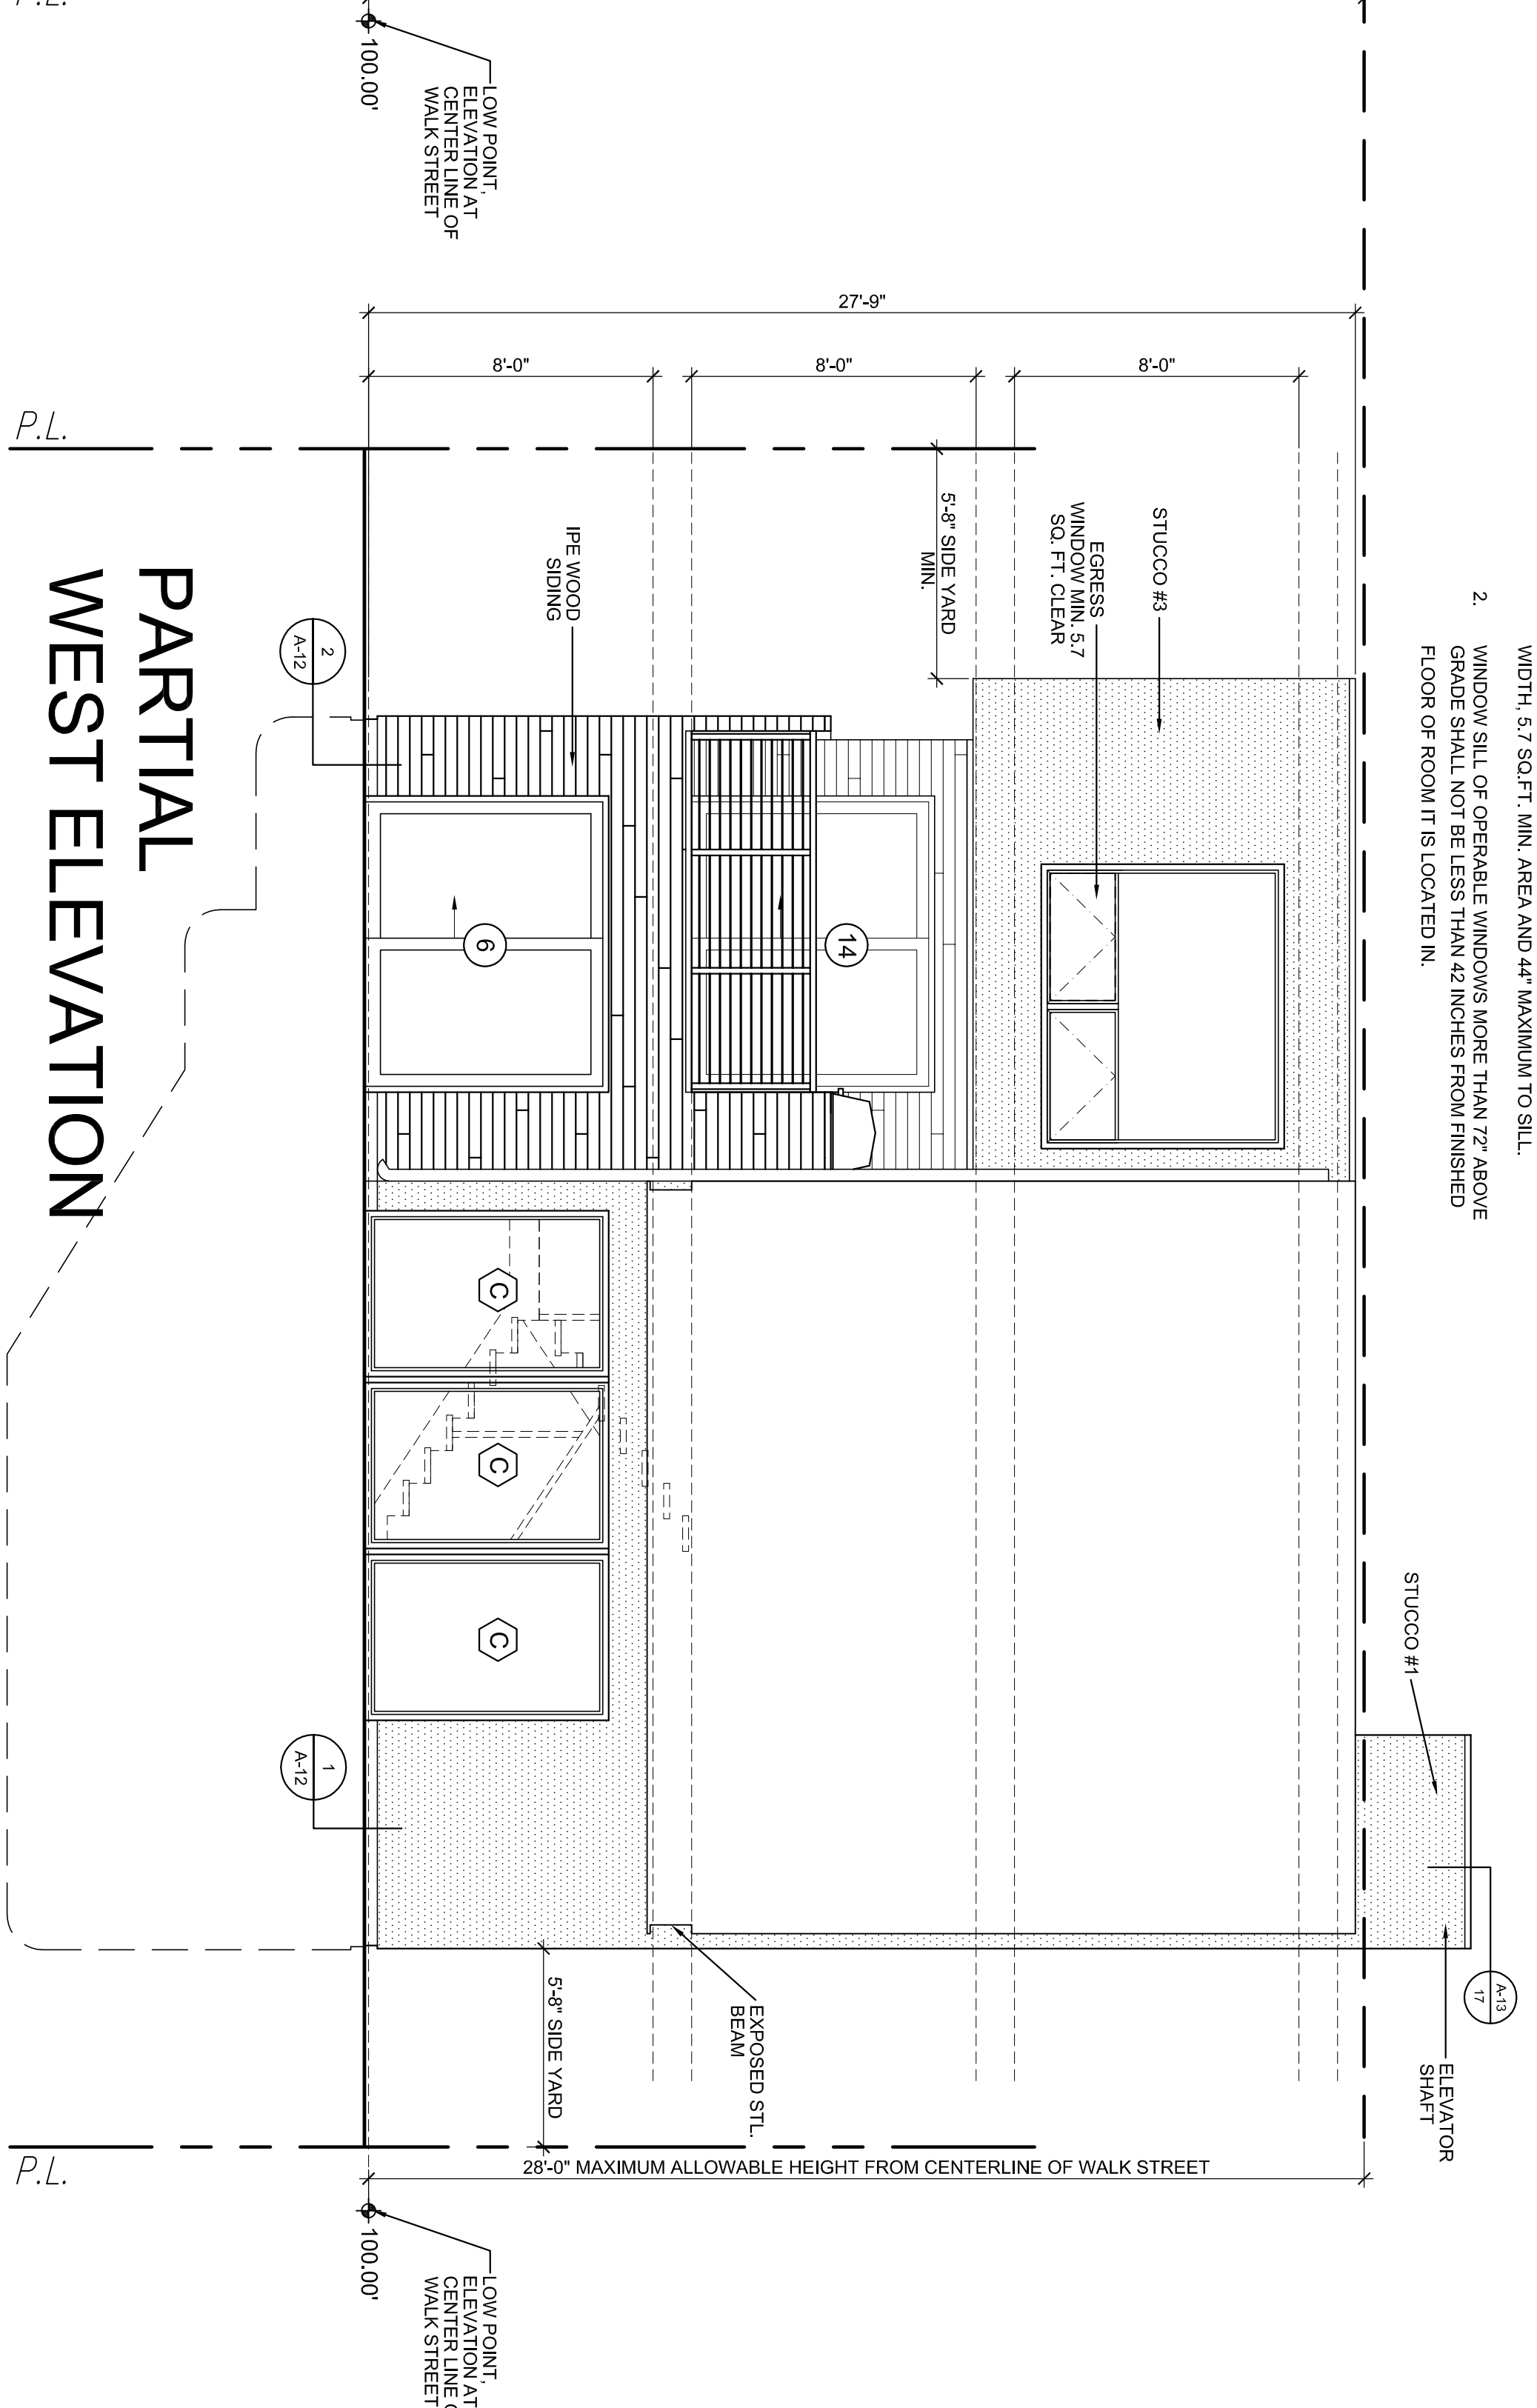 WIDTH, 5.7 SQ.FT. MIN. AREA AND 44" MAXIMUM TO SILL.
2. WINDOW SILL OF OPERABLE WINDOWS MORE THAN 72" ABOVE
GRADE SHALL NOT BE LESS THAN 42 INCHES FROM FINISHED
FLOOR OF ROOM IT IS LOCATED IN.
A-13
17
ELEVATOR
SHAFT
STUCCO #1
STUCCO #3
EGRESS
WINDOW MIN. 5.7
SQ. FT. CLEAR
5'-8" SIDE YARD
MIN.
27'-9"
8'-0"
8'-0"
8'-0"
14
EXPOSED STL.
BEAM
IPE WOOD
SIDING
6
C
C
C
5'-8" SIDE YARD
28'-0" MAXIMUM ALLOWABLE HEIGHT FROM CENTERLINE OF WALK STREET
LOW POINT,
ELEVATION AT
CENTER LINE OF
WALK STREET
100.00'
LOW POINT,
ELEVATION AT
CENTER LINE
WALK STREET
100.00'
2
A-12
1
A-12
PARTIAL
WEST ELEVATION
P.L.
P.L.
P.L.